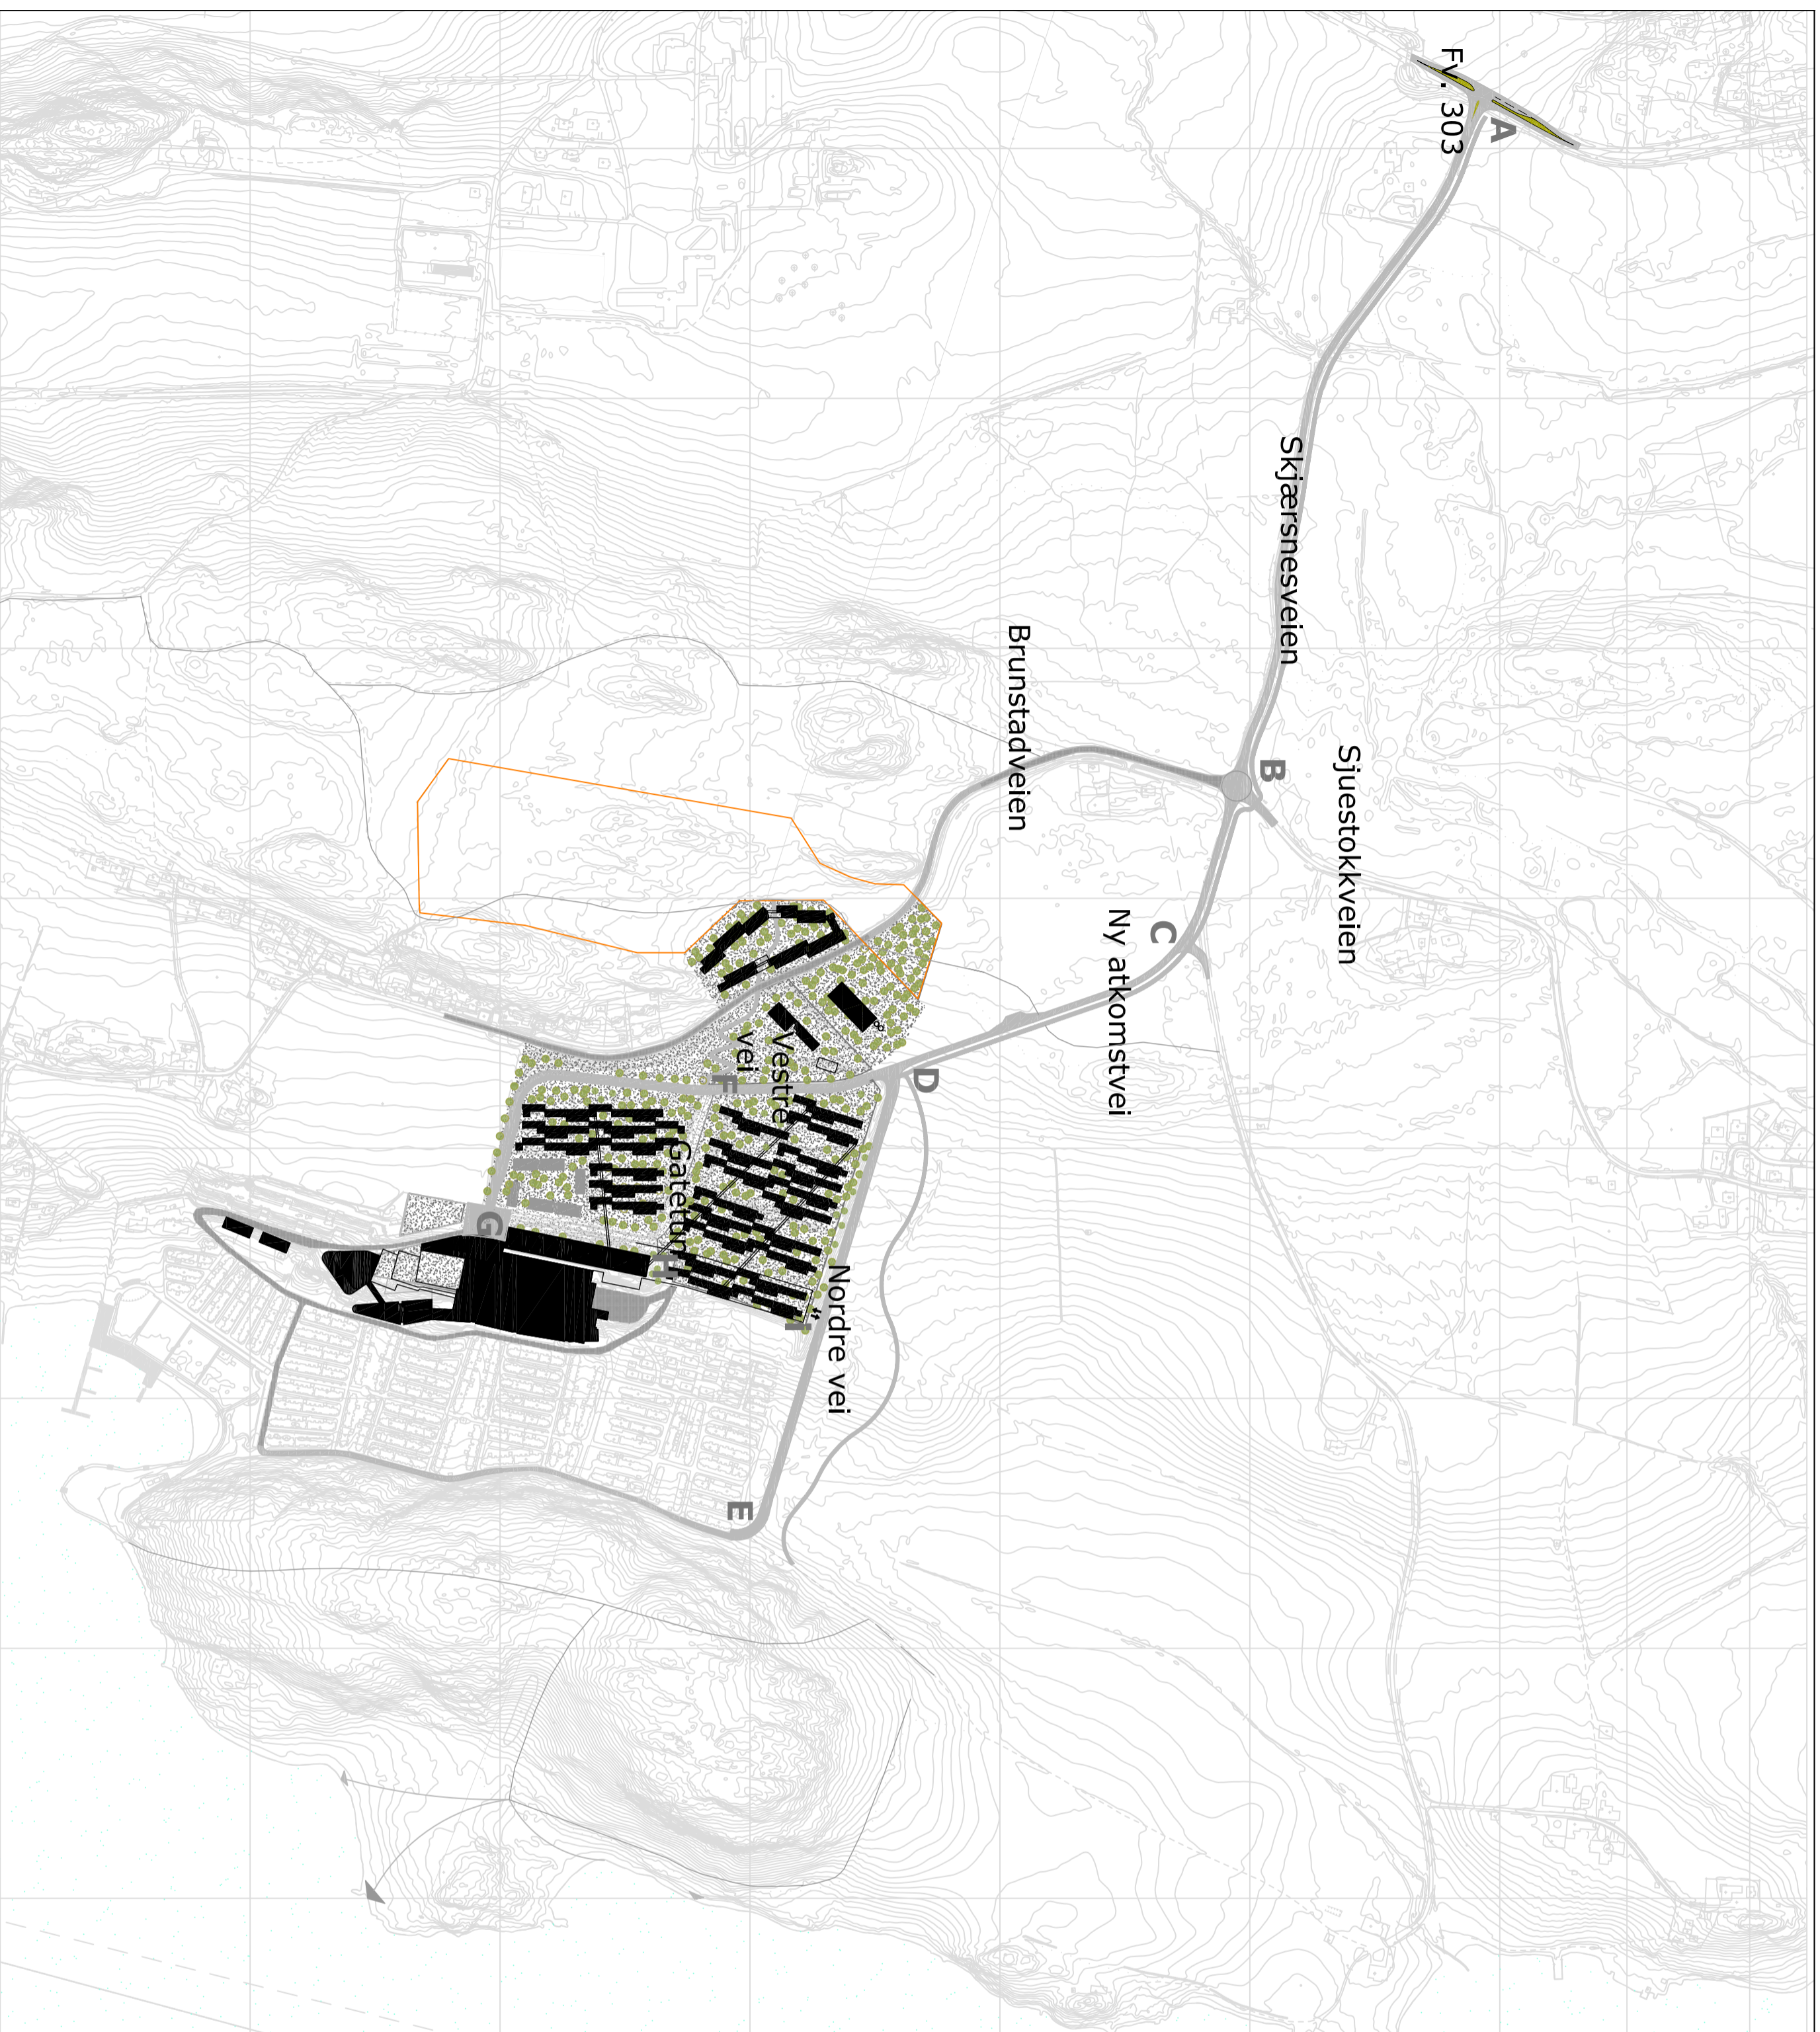 Fv. 303
A
Skjærsnesveien
Sjuestokkveien
B
Brunstadveien
Ny atkomstvei
C
D
Vestre
vei
F
Gatetun
G
H
I
Nordre vei
E